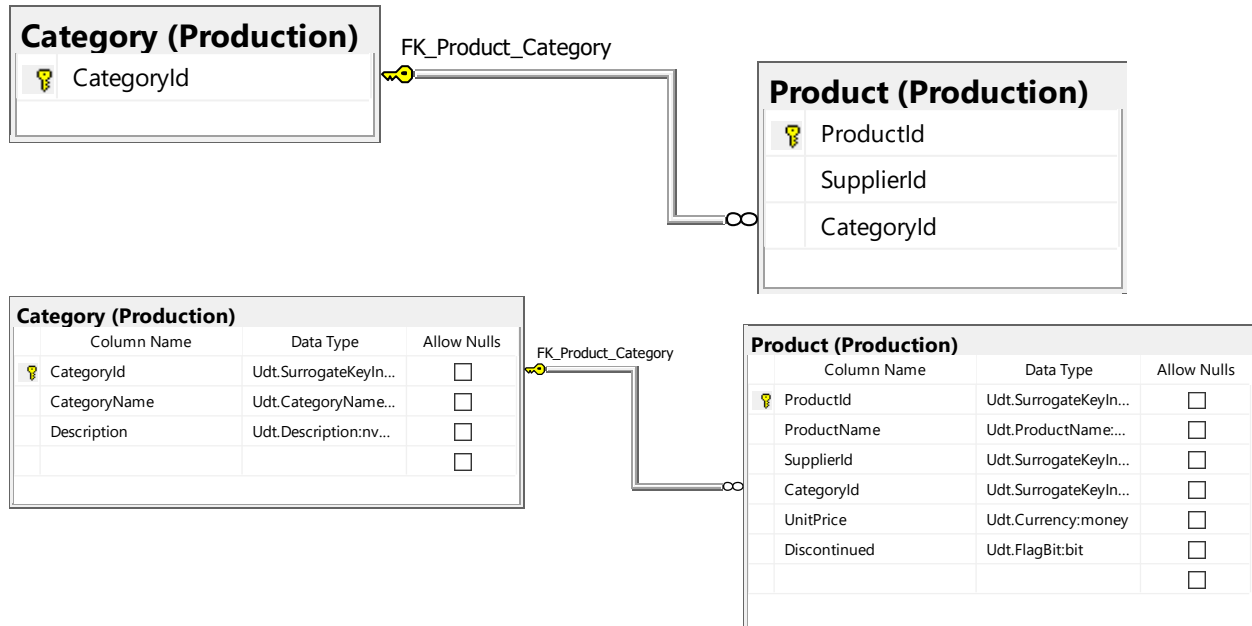 Category (Production)
CategoryId
FK_Product_Category
Product (Production)
ProductId
SupplierId
CategoryId
Category (Production)
Column Name Data Type Allow Nulls
CategoryId Udt.SurrogateKeyIn...
CategoryName Udt.CategoryName...
Description Udt.Description:nv...
FK_Product_Category
Product (Production)
Column Name Data Type Allow Nulls
ProductId Udt.SurrogateKeyIn...
ProductName Udt.ProductName:...
SupplierId Udt.SurrogateKeyIn...
CategoryId Udt.SurrogateKeyIn...
UnitPrice Udt.Currency:money
Discontinued Udt.FlagBit:bit